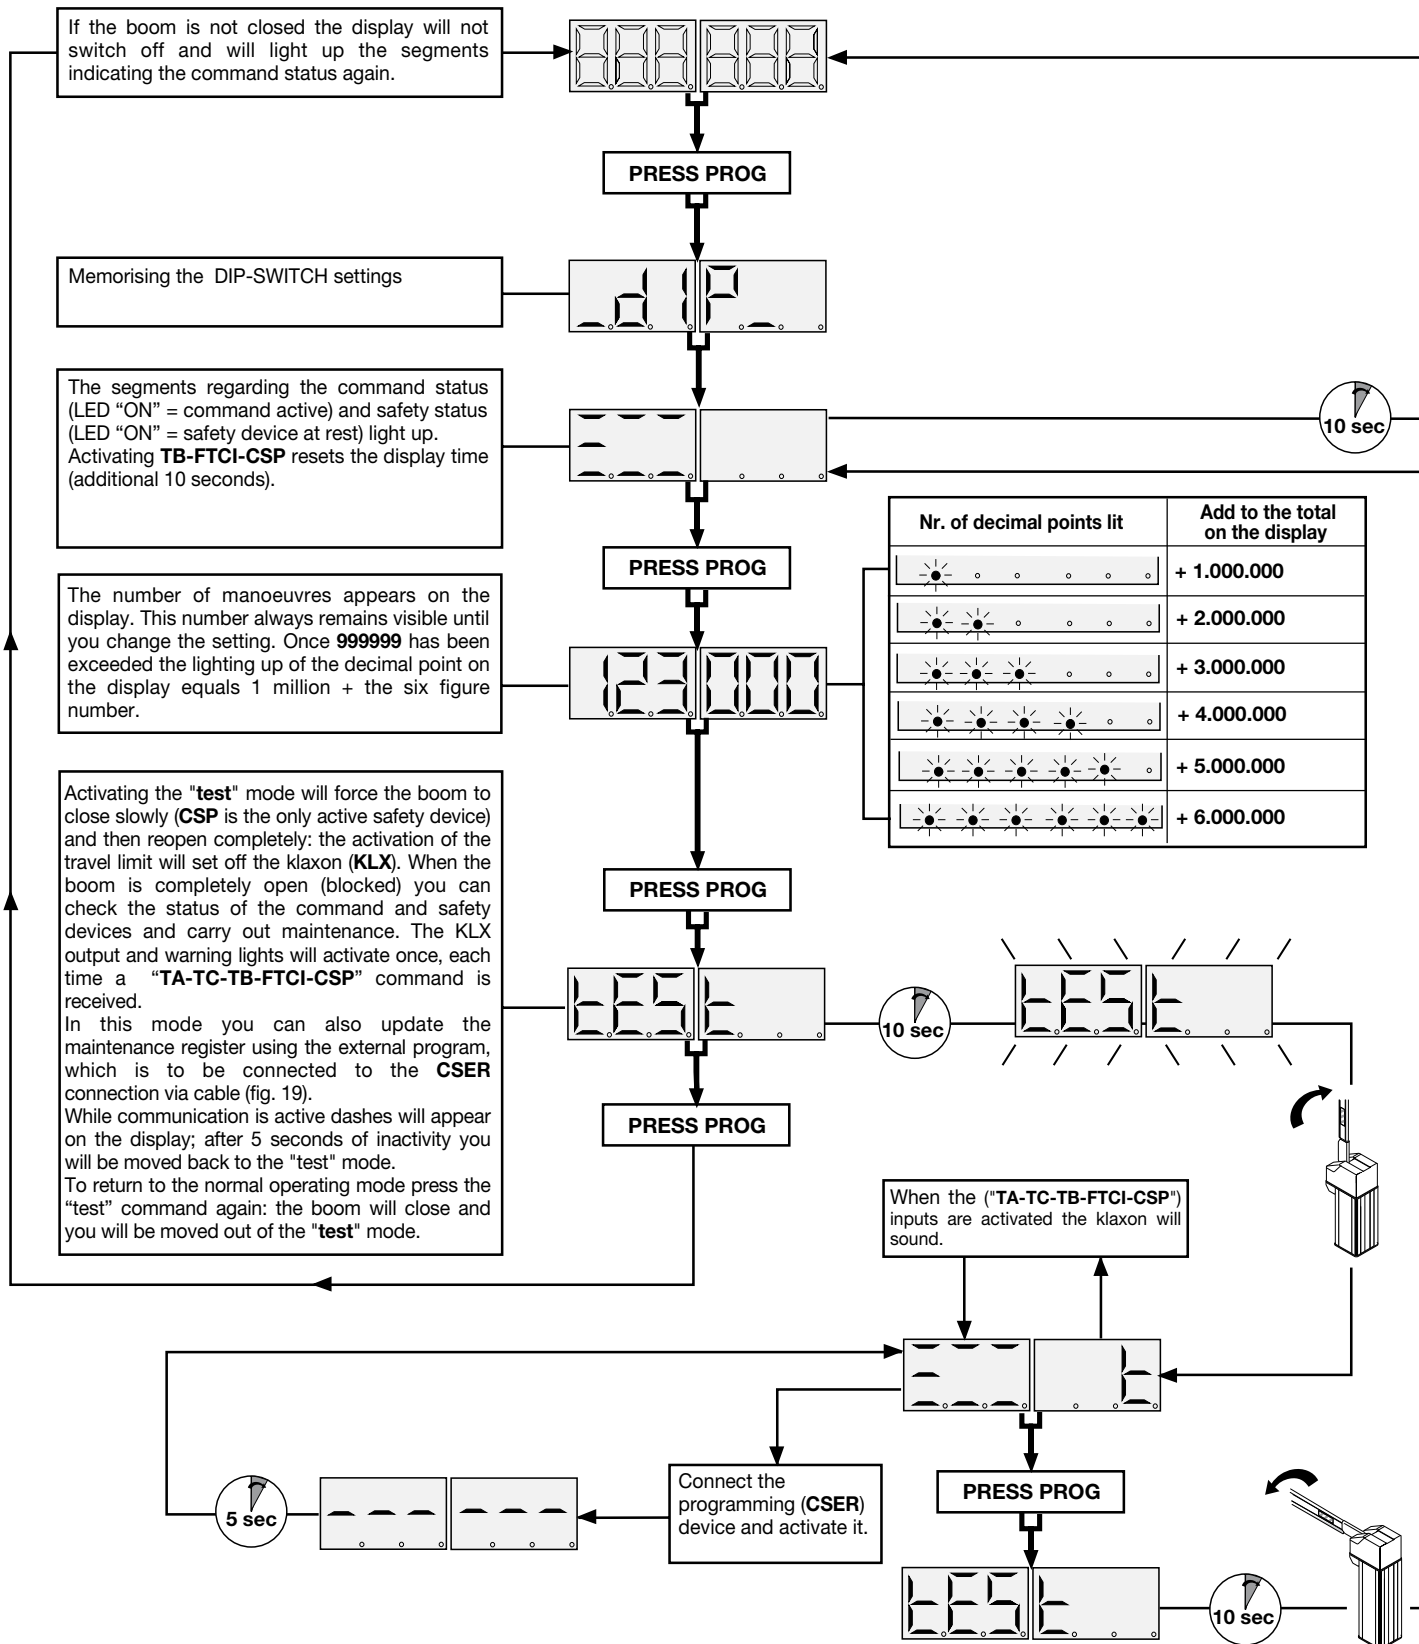 If the boom is not closed the display will not
switch off and will light up the segments
indicating the command status again.
PRESS PROG
Memorising the DIP-SWITCH settings
_dIP_
The segments regarding the command status
(LED “ON” = command active) and safety status
(LED “ON” = safety device at rest) light up.
Activating TB-FTCI-CSP resets the display time
(additional 10 seconds).
10 sec
PRESS PROG
Nr. of decimal points lit
Add to the total
on the display
+ 1.000.000
+ 2.000.000
+ 3.000.000
+ 4.000.000
+ 5.000.000
+ 6.000.000
The number of manoeuvres appears on the
display. This number always remains visible until
you change the setting. Once 999999 has been
exceeded the lighting up of the decimal point on
the display equals 1 million + the six figure
number.
123000
Activating the "test" mode will force the boom to
close slowly (CSP is the only active safety device)
and then reopen completely: the activation of the
travel limit will set off the klaxon (KLX). When the
boom is completely open (blocked) you can
check the status of the command and safety
devices and carry out maintenance. The KLX
output and warning lights will activate once, each
time a “TA-TC-TB-FTCI-CSP” command is
received.
In this mode you can also update the
maintenance register using the external program,
which is to be connected to the CSER
connection via cable (fig. 19).
While communication is active dashes will appear
on the display; after 5 seconds of inactivity you
will be moved back to the "test" mode.
To return to the normal operating mode press the
“test” command again: the boom will close and
you will be moved out of the "test" mode.
PRESS PROG
tESt
10 sec
tESt
PRESS PROG
When the ("TA-TC-TB-FTCI-CSP")
inputs are activated the klaxon will
sound.
t
5 sec
--- ---
Connect the
programming (CSER)
device and activate it.
PRESS PROG
tESt
10 sec